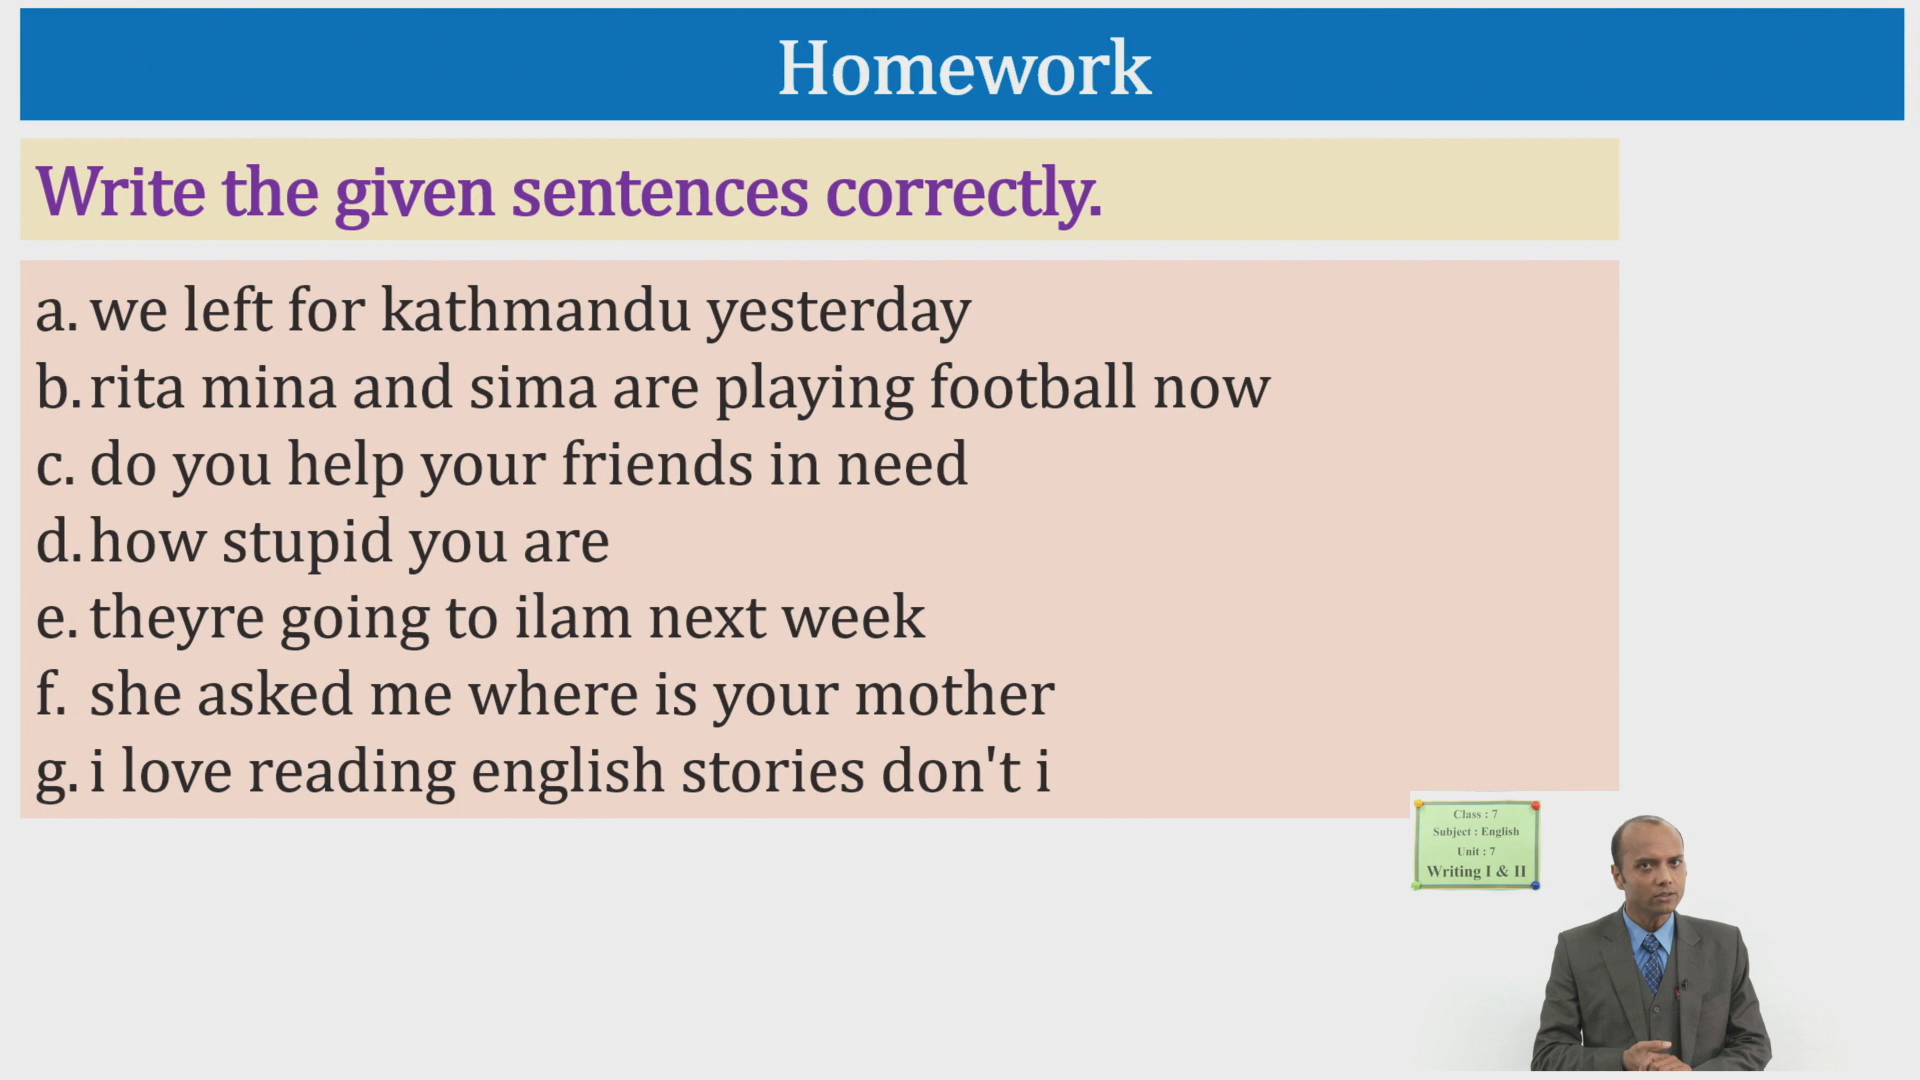 Homework
Write the given sentences correctly.
a. we left for kathmandu yesterday
b. rita mina and sima are playing football now
c. do you help your friends in need
d. how stupid you are
e. theyre going to ilam next week
f. she asked me where is your mother
g. i love reading english stories don't i
Class : 7
Subject : English
Unit : 7
Writing I & II